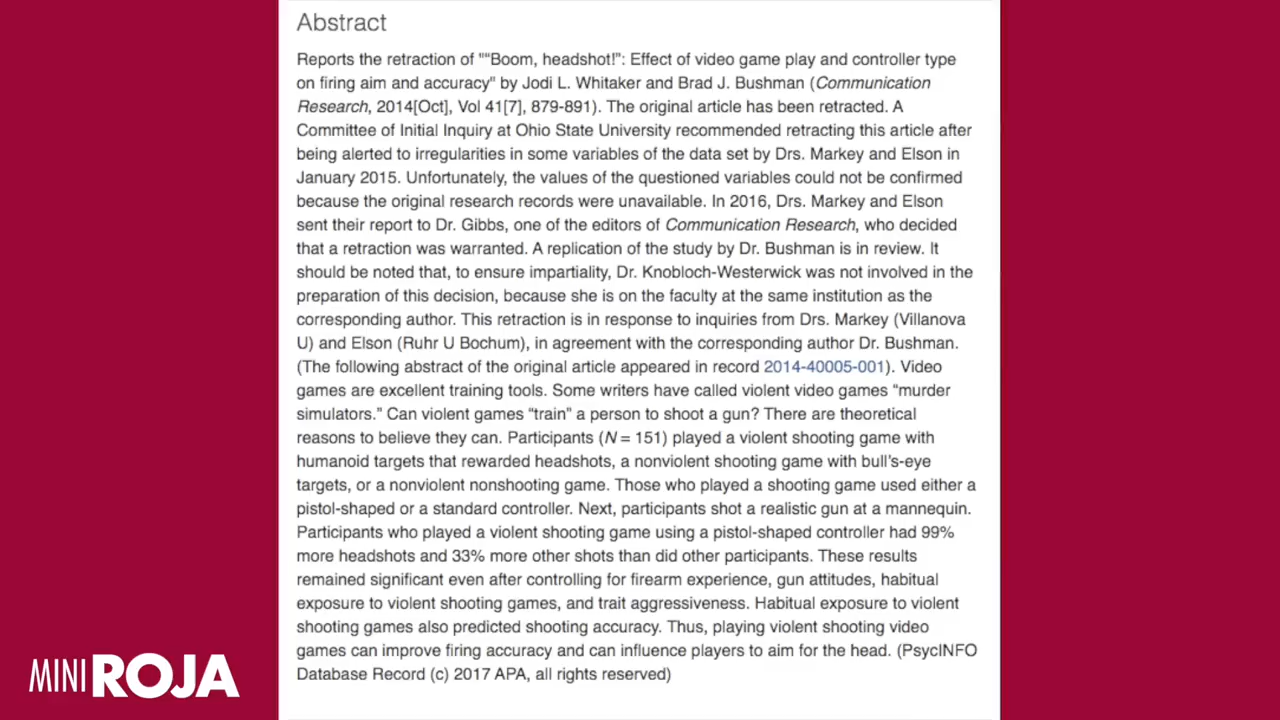 Abstract
Reports the retraction of "“Boom, headshot!”: Effect of video game play and controller type
on firing aim and accuracy" by Jodi L. Whitaker and Brad J. Bushman (Communication
Research, 2014[Oct], Vol 41[7], 879-891). The original article has been retracted. A
Committee of Initial Inquiry at Ohio State University recommended retracting this article after
being alerted to irregularities in some variables of the data set by Drs. Markey and Elson in
January 2015. Unfortunately, the values of the questioned variables could not be confirmed
because the original research records were unavailable. In 2016, Drs. Markey and Elson
sent their report to Dr. Gibbs, one of the editors of Communication Research, who decided
that a retraction was warranted. A replication of the study by Dr. Bushman is in review. It
should be noted that, to ensure impartiality, Dr. Knobloch-Westerwick was not involved in the
preparation of this decision, because she is on the faculty at the same institution as the
corresponding author. This retraction is in response to inquiries from Drs. Markey (Villanova
U) and Elson (Ruhr U Bochum), in agreement with the corresponding author Dr. Bushman.
(The following abstract of the original article appeared in record 2014-40005-001). Video
games are excellent training tools. Some writers have called violent video games “murder
simulators.” Can violent games “train” a person to shoot a gun? There are theoretical
reasons to believe they can. Participants (N = 151) played a violent shooting game with
humanoid targets that rewarded headshots, a nonviolent shooting game with bull’s-eye
targets, or a nonviolent nonshooting game. Those who played a shooting game used either a
pistol-shaped or a standard controller. Next, participants shot a realistic gun at a mannequin.
Participants who played a violent shooting game using a pistol-shaped controller had 99%
more headshots and 33% more other shots than did other participants. These results
remained significant even after controlling for firearm experience, gun attitudes, habitual
exposure to violent shooting games, and trait aggressiveness. Habitual exposure to violent
shooting games also predicted shooting accuracy. Thus, playing violent shooting video
games can improve firing accuracy and can influence players to aim for the head. (PsycINFO
Database Record (c) 2017 APA, all rights reserved)
MINI ROJA